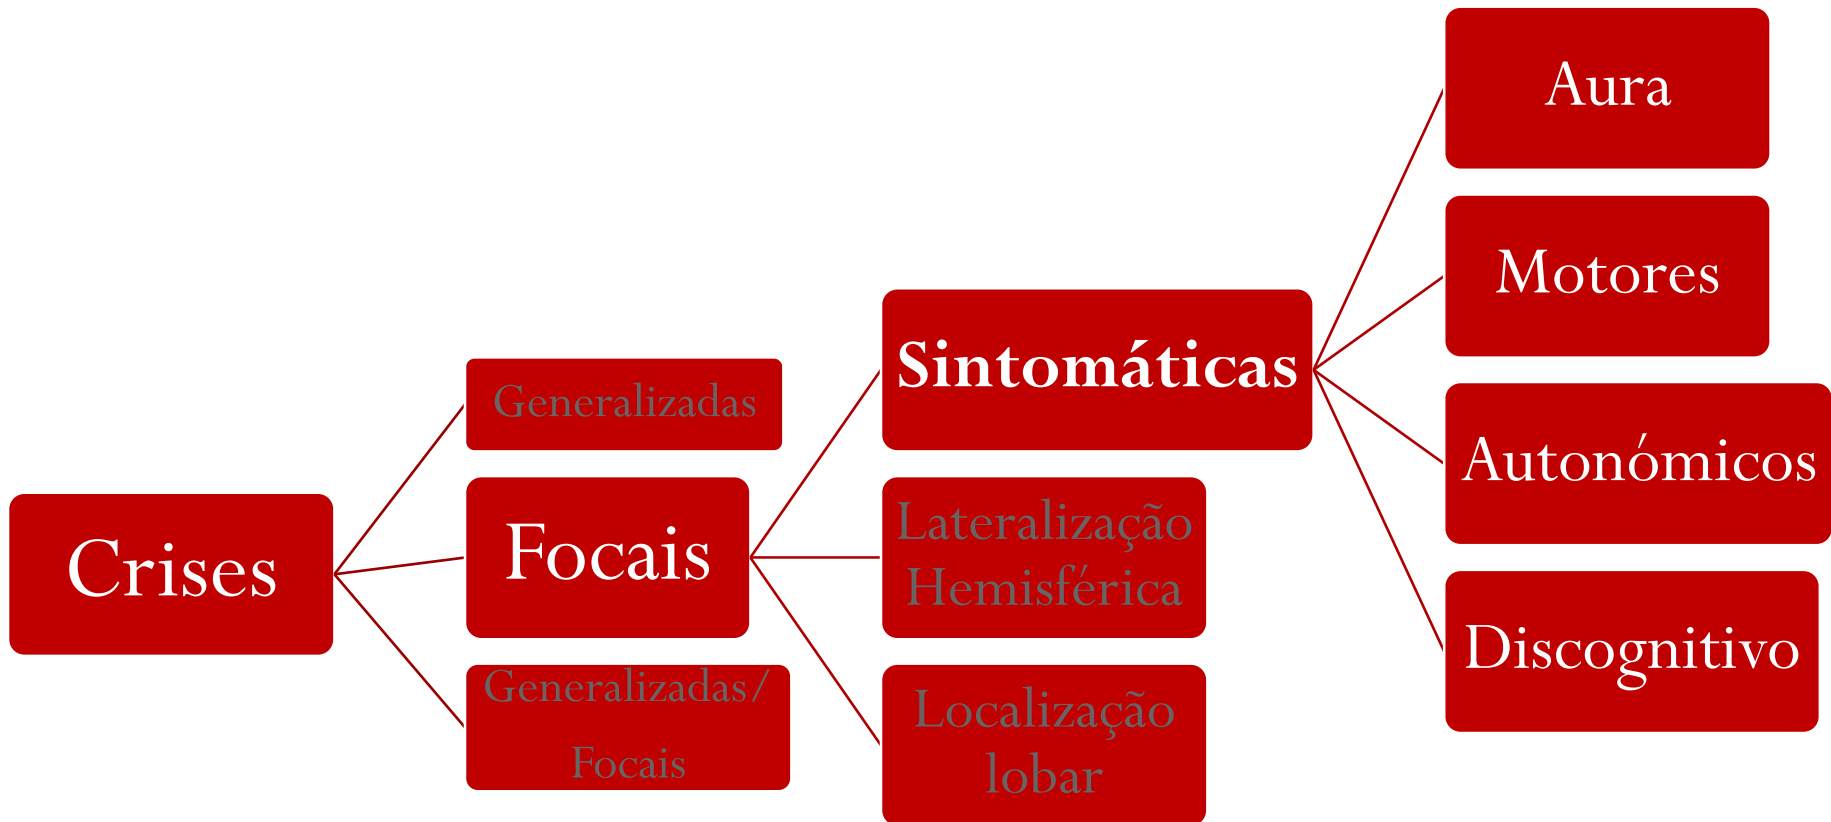 Crises
Generalizadas
Focais
Generalizadas/
Focais
Sintomáticas
Lateralização
Hemisférica
Localização
lobar
Aura
Motores
Autonómicos
Discognitivo